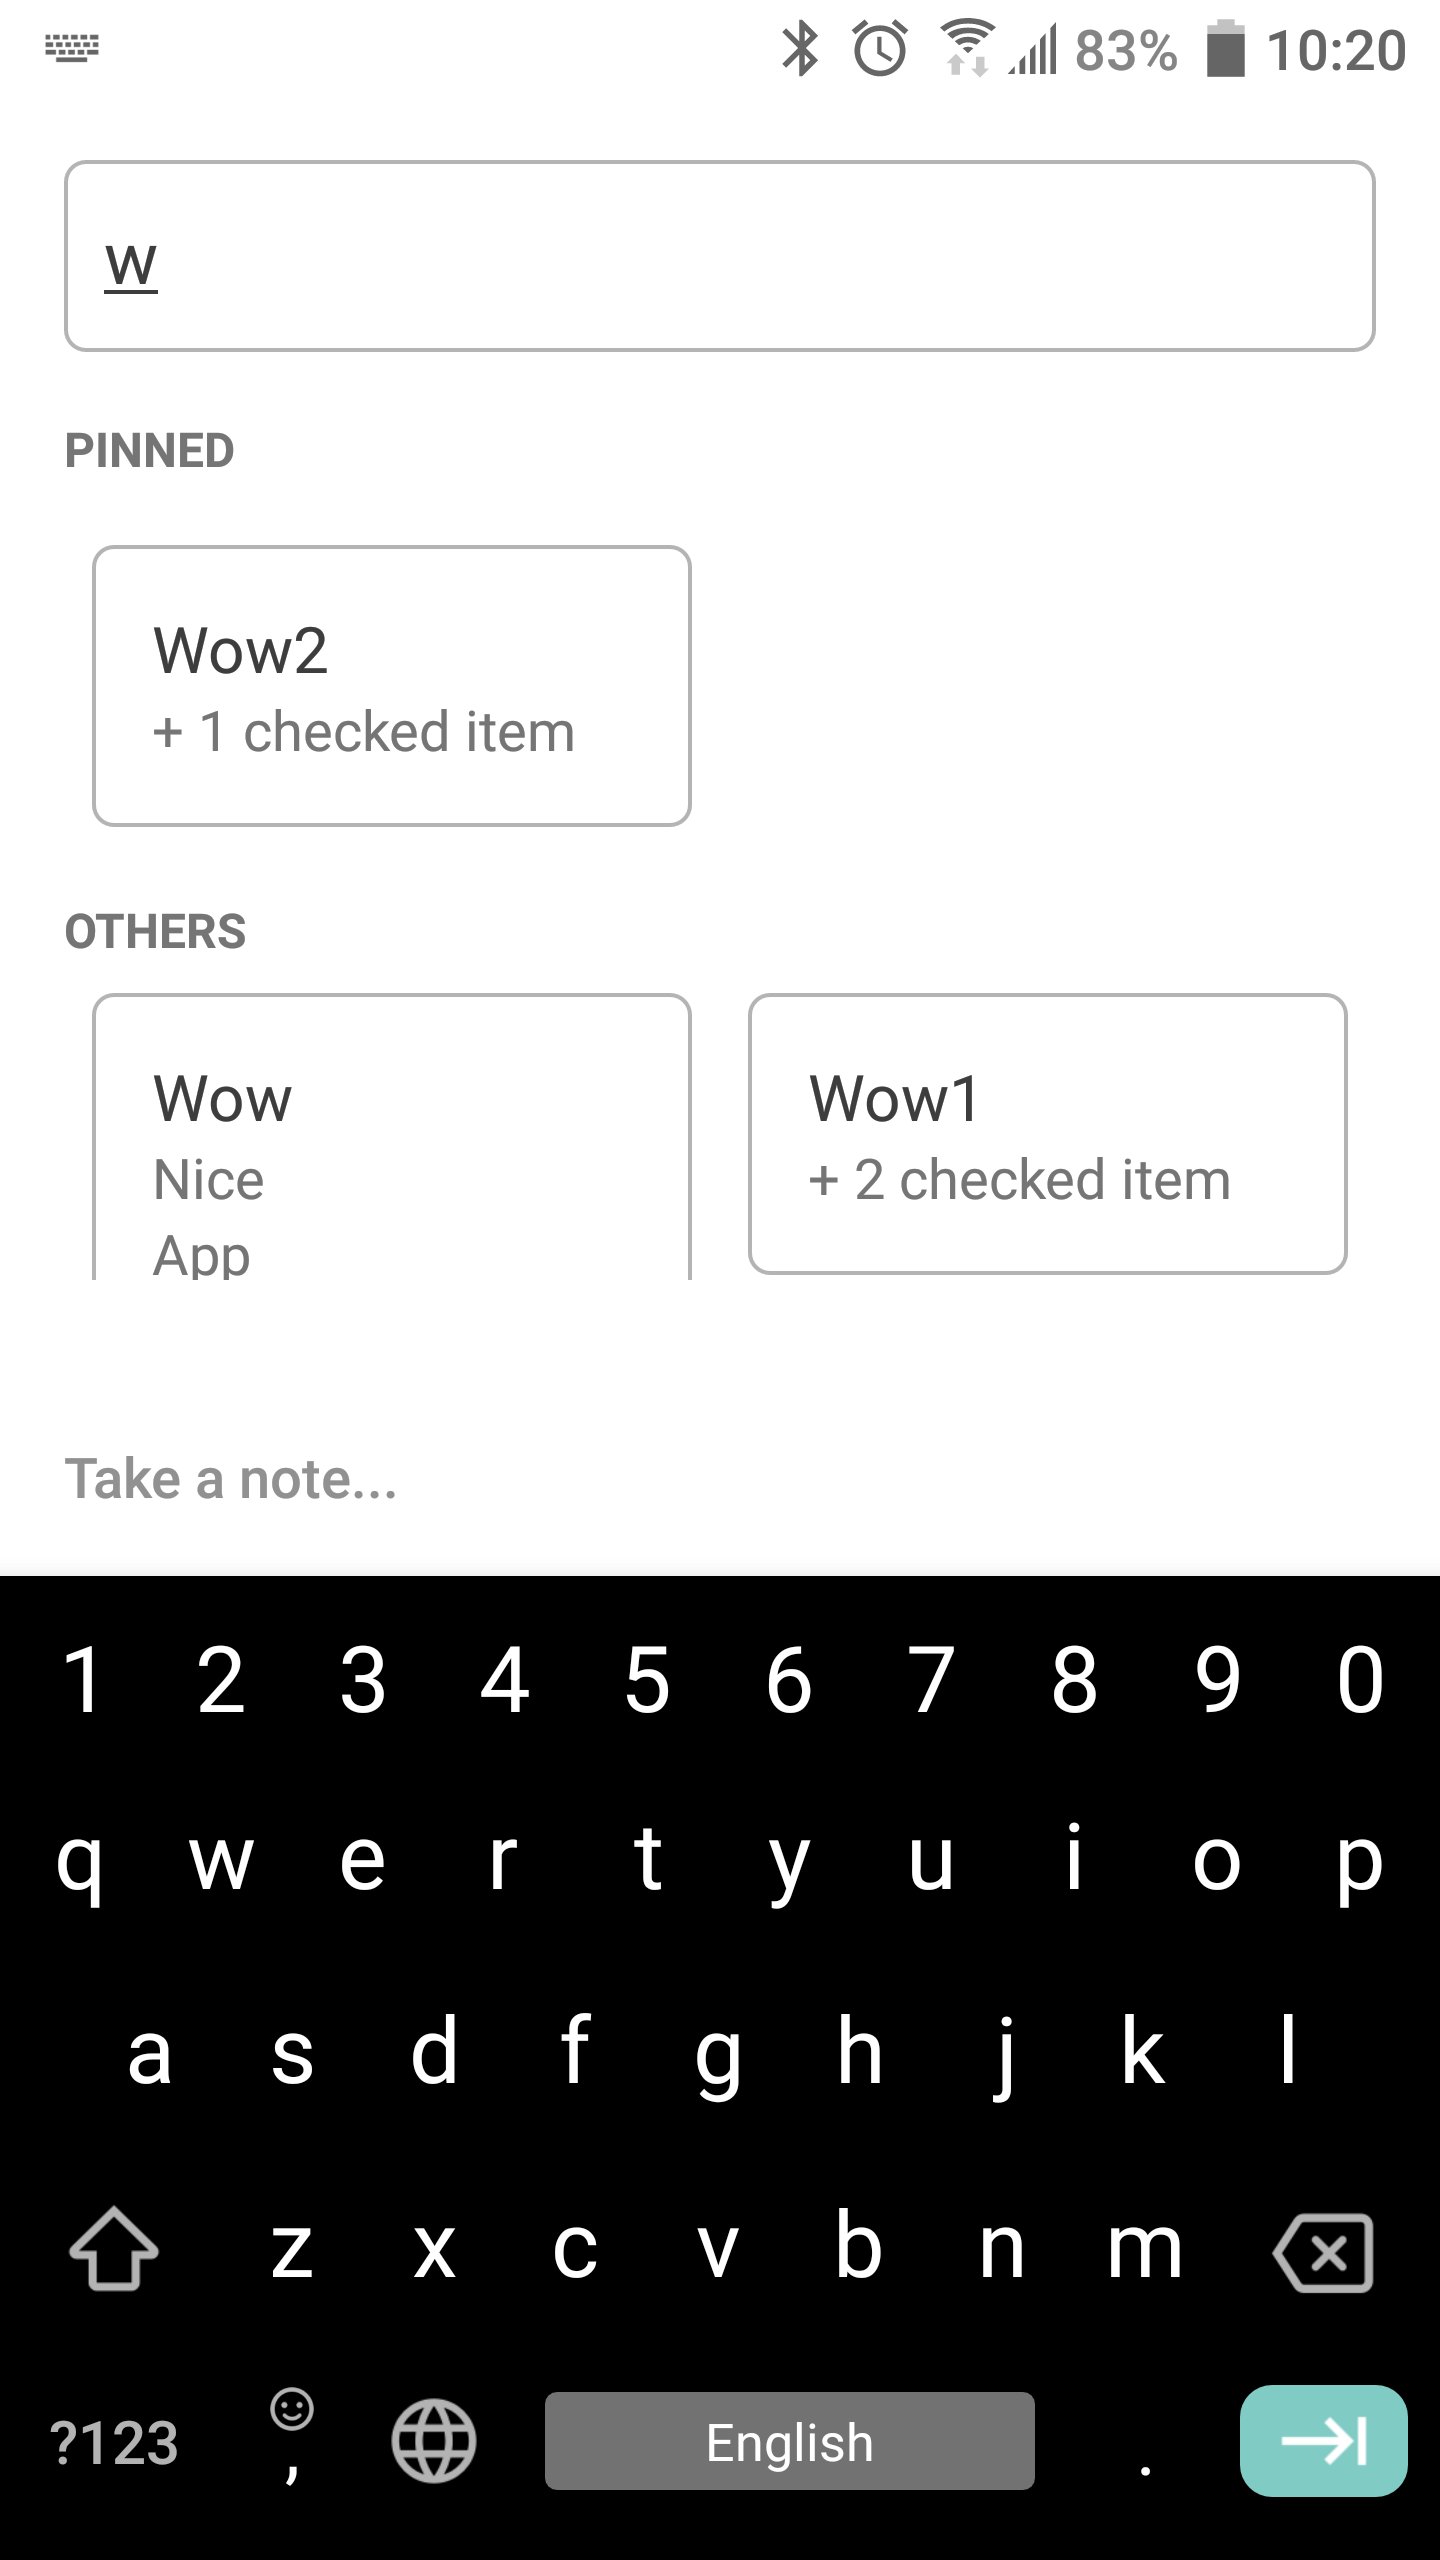 83% 10:20
w
PINNED
Wow2
+ 1 checked item
OTHERS
Wow
Nice
App
Wow1
+ 2 checked item
Take a note...
1 2 3 4 5 6 7 8 9 0
q w e r t y u i o p
a s d f g h j k l
z x c v b n m
?123 , English .